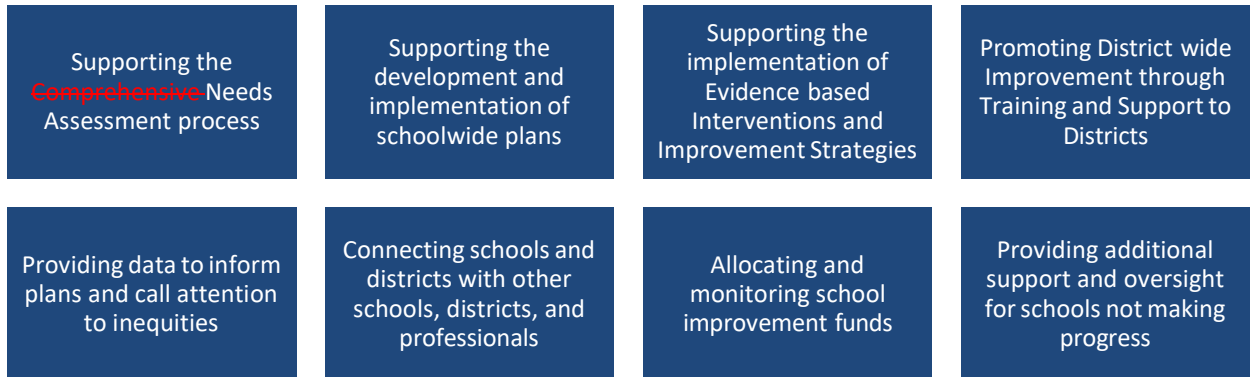 Supporting the
Comprehensive Needs
Assessment process
Supporting the
development and
implementation of
schoolwide plans
Supporting the
implementation of
Evidence based
Interventions and
Improvement Strategies
Promoting District wide
Improvement through
Training and Support to
Districts
Providing data to inform
plans and call attention
to inequities
Connecting schools and
districts with other
schools, districts, and
professionals
Allocating and
monitoring school
improvement funds
Providing additional
support and oversight
for schools not making
progress